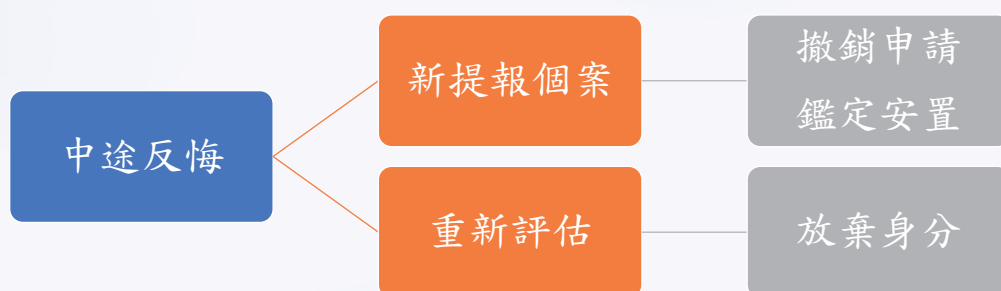 中途反悔
新提報個案
撤銷申請
鑑定安置
重新評估
放棄身分